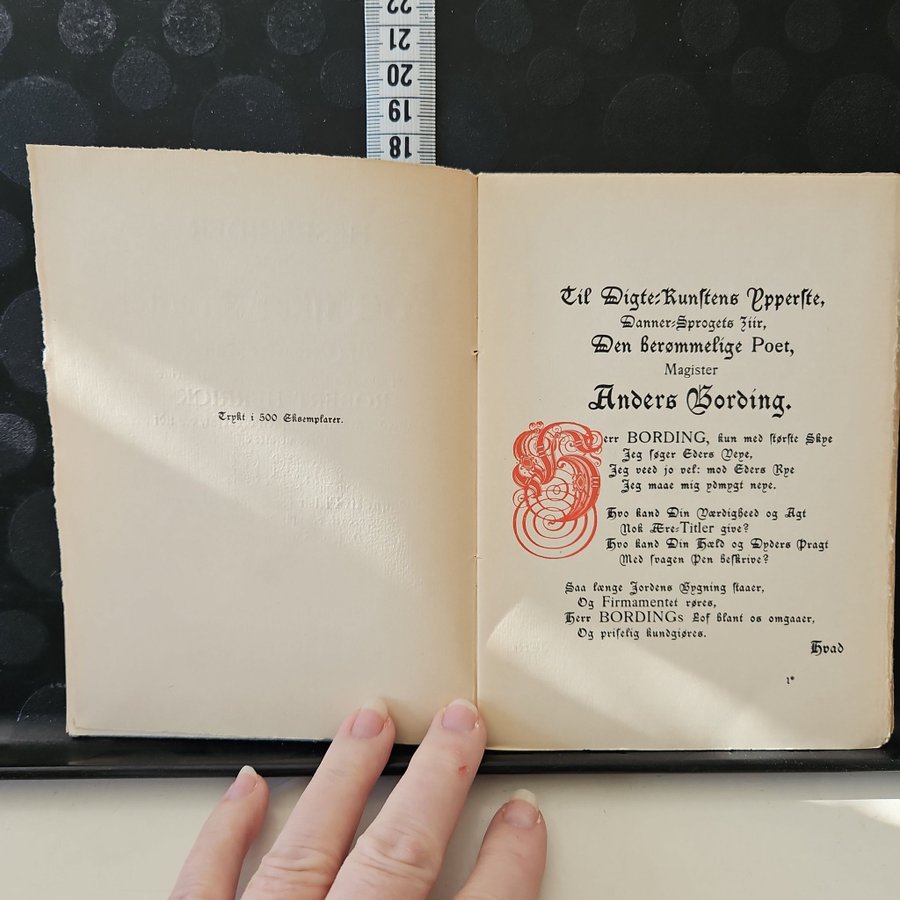 22
21
20
19
18
Trykt i 500 Eksemplarer.
Til Digte-Kunstens Ypperste,
Danner-Sprogets Ziir,
Den berømmelige Poet,
Magister
Anders Bording.
Herr BORDING, kun med største Skye
Jeg søger Eders Veye,
Jeg veed jo vel: mod Eders Rye
Jeg maae mig ydmygt neye.
Hvo kand Din Værdigheed og Agt
Nok Ære-Titler give?
Hvo kand Din Hæld og Dyders Pragt
Med svagen Pen beskrive?
Saa længe Jordens Bygning staaer,
Og Firmamentet røres,
Herr BORDINGs Lof blant os omgaaer,
Og priselig kundgiøres.
Hvad
1*